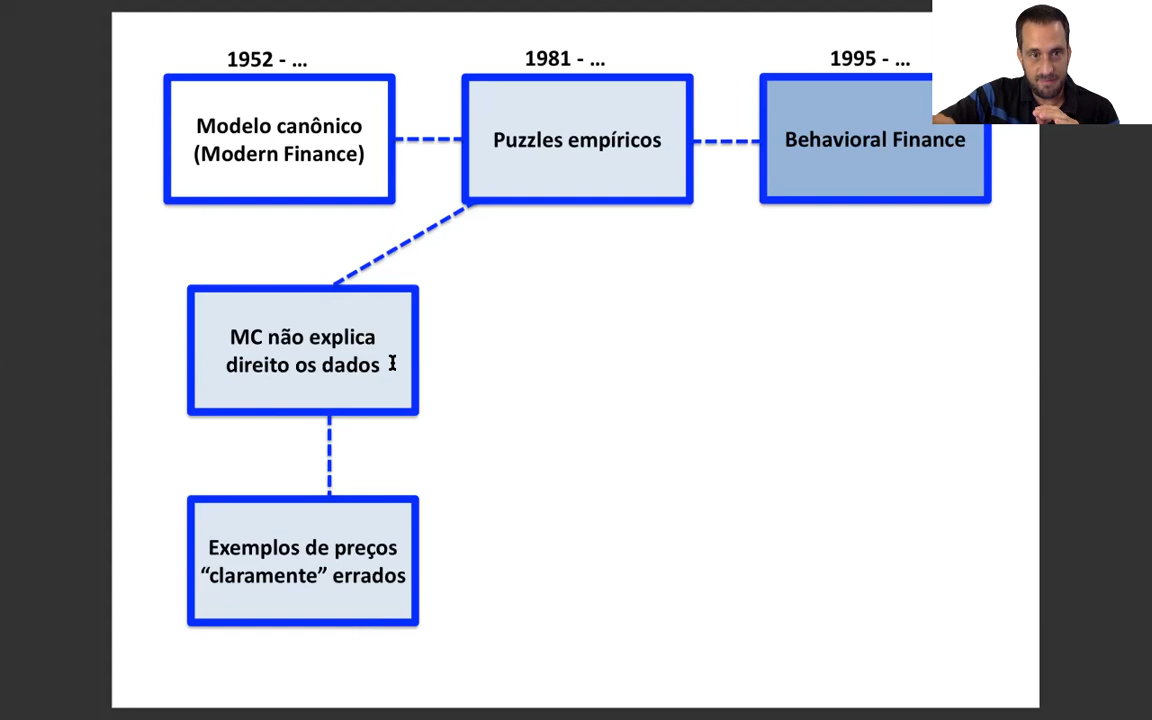 1952 - ...
1981 - ...
1995 - ...
Modelo canônico
(Modern Finance)
Puzzles empíricos
Behavioral Finance
MC não explica
direito os dados
Exemplos de preços
“claramente” errados